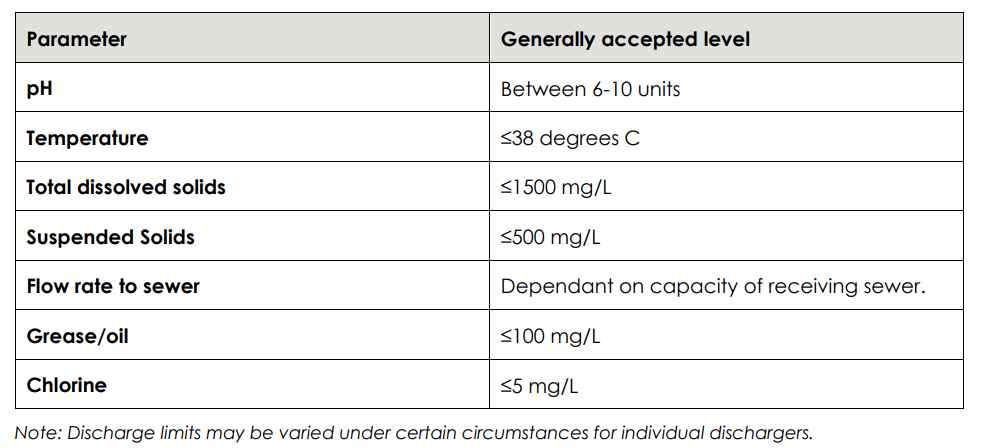 Parameter Generally accepted level
pH Between 6-10 units
Temperature ≤38 degrees C
Total dissolved solids ≤1500 mg/L
Suspended Solids ≤500 mg/L
Flow rate to sewer Dependant on capacity of receiving sewer.
Grease/oil ≤100 mg/L
Chlorine ≤5 mg/L
Note: Discharge limits may be varied under certain circumstances for individual dischargers.